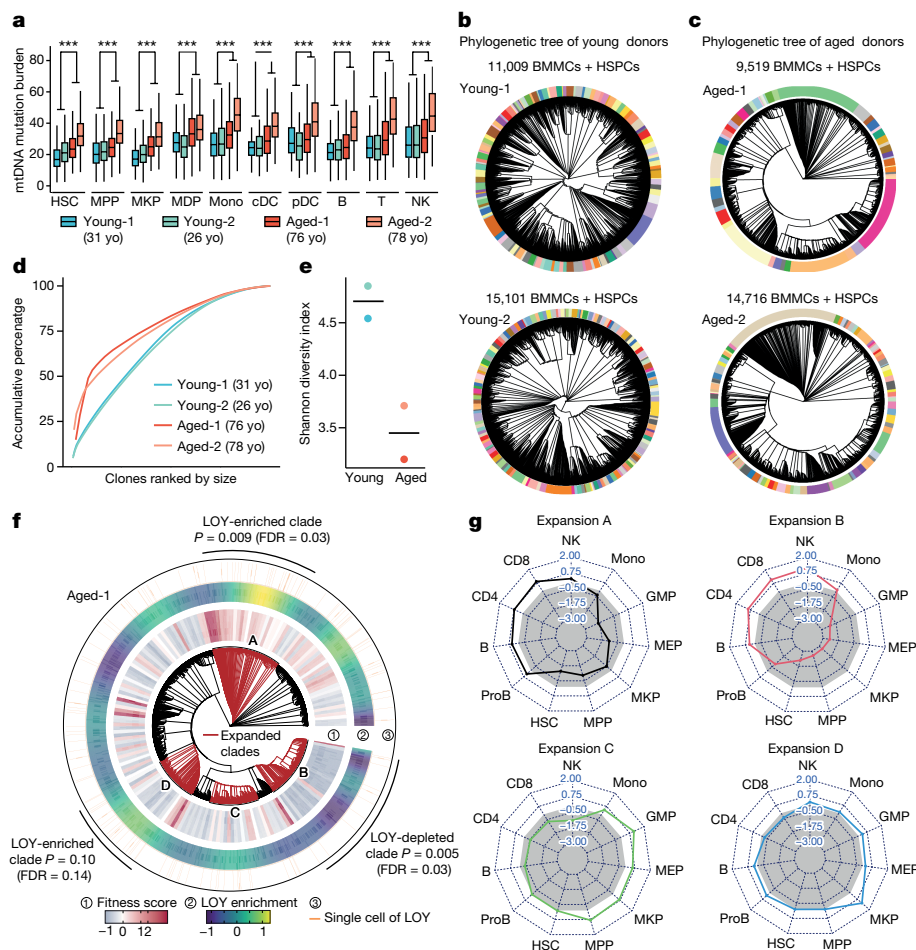 a
mtDNA mutation burden
80
60
40
20
0
*** *** *** *** *** *** *** *** *** ***
HSC MPP MKP MDP Mono cDC pDC B T NK
Young-1 (31 yo)
Young-2 (26 yo)
Aged-1 (76 yo)
Aged-2 (78 yo)
b
Phylogenetic tree of young donors
11,009 BMMCs + HSPCs
Young-1
15,101 BMMCs + HSPCs
Young-2
c
Phylogenetic tree of aged donors
9,519 BMMCs + HSPCs
Aged-1
14,716 BMMCs + HSPCs
Aged-2
d
Accumulative percenatge
100
75
50
25
0
Young-1 (31 yo)
Young-2 (26 yo)
Aged-1 (76 yo)
Aged-2 (78 yo)
Clones ranked by size
e
Shannon diversity index
4.5
3.5
Young Aged
f
LOY-enriched clade
P = 0.009 (FDR = 0.03)
Aged-1
A
Expanded
clades
① ② ③
B
C
D
LOY-enriched
clade P = 0.10
(FDR = 0.14)
LOY-depleted
clade P = 0.005
(FDR = 0.03)
① Fitness score ② LOY enrichment ③
Single cell of LOY
−1 0 12
−1 0 1
g
Expansion A
NK
Mono
GMP
MEP
MKP
MPP
HSC
ProB
B
CD4
CD8
2.00
0.75
−0.50
−1.75
−3.00
Expansion B
NK
Mono
GMP
MEP
MKP
MPP
HSC
ProB
B
CD4
CD8
2.00
0.75
−0.50
−1.75
−3.00
Expansion C
NK
Mono
GMP
MEP
MKP
MPP
HSC
ProB
B
CD4
CD8
2.00
0.75
−0.50
−1.75
−3.00
Expansion D
NK
Mono
GMP
MEP
MKP
MPP
HSC
ProB
B
CD4
CD8
2.00
0.75
−0.50
−1.75
−3.00